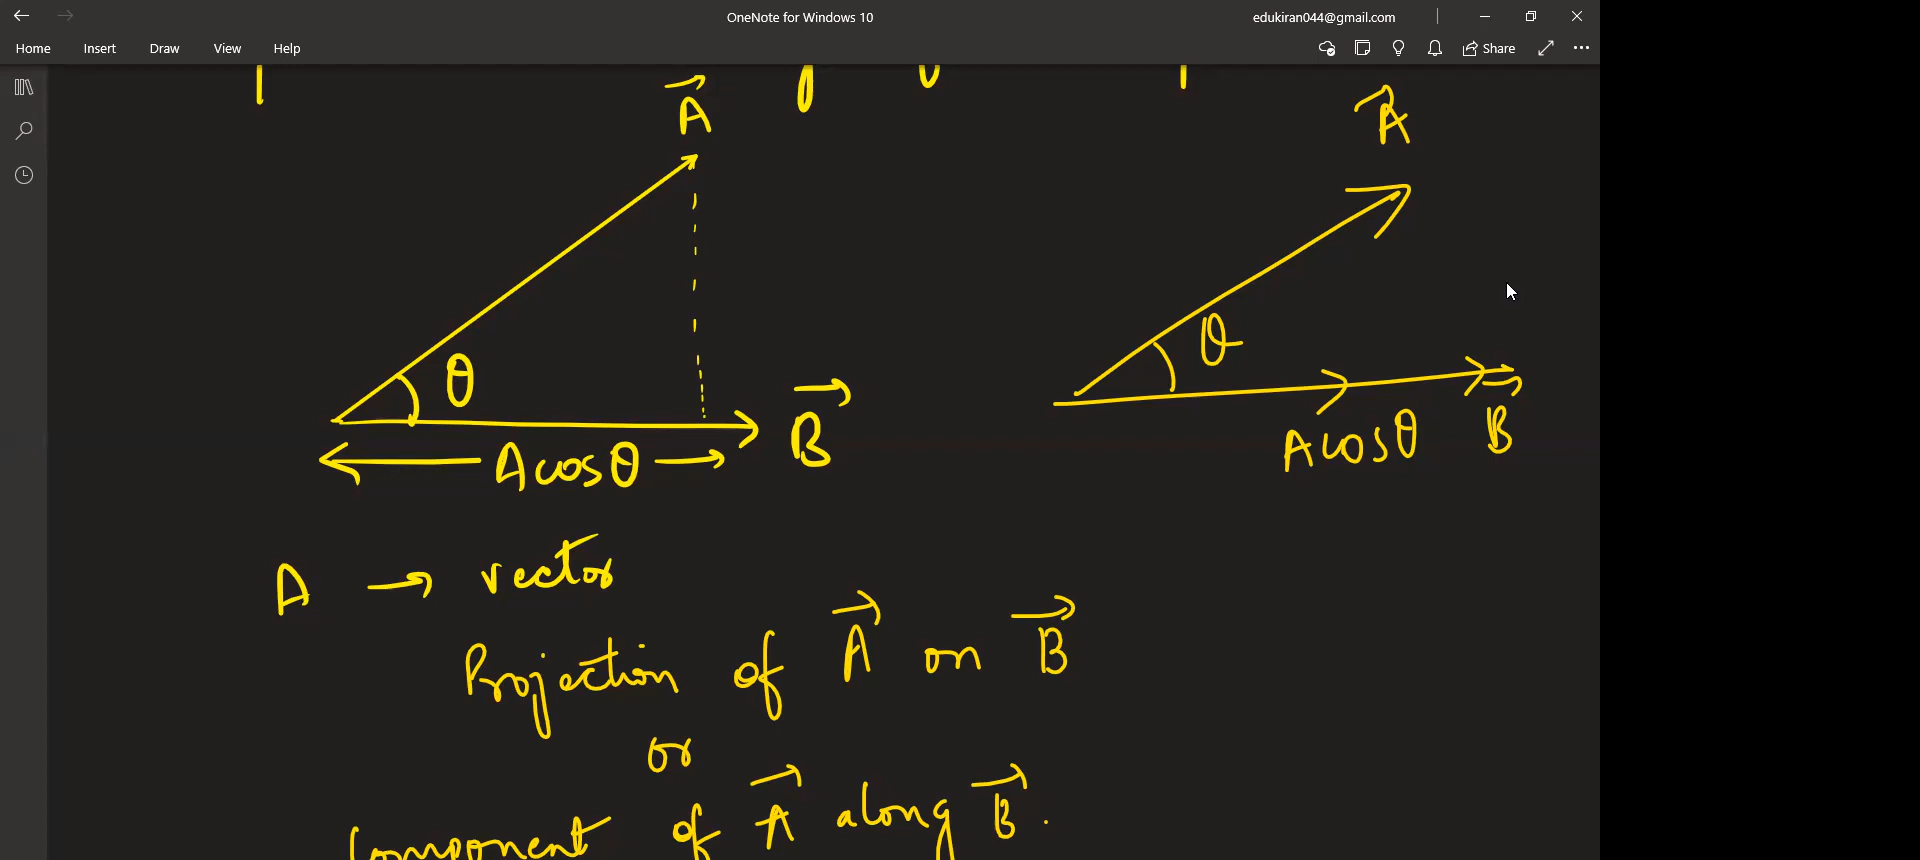 OneNote for Windows 10
edukiran044@gmail.com
Home Insert Draw View Help
Share
A
A
θ
θ
B
A cos θ
A cos θ
B
A → vector
Projection of A on B
or
Component of A along B.